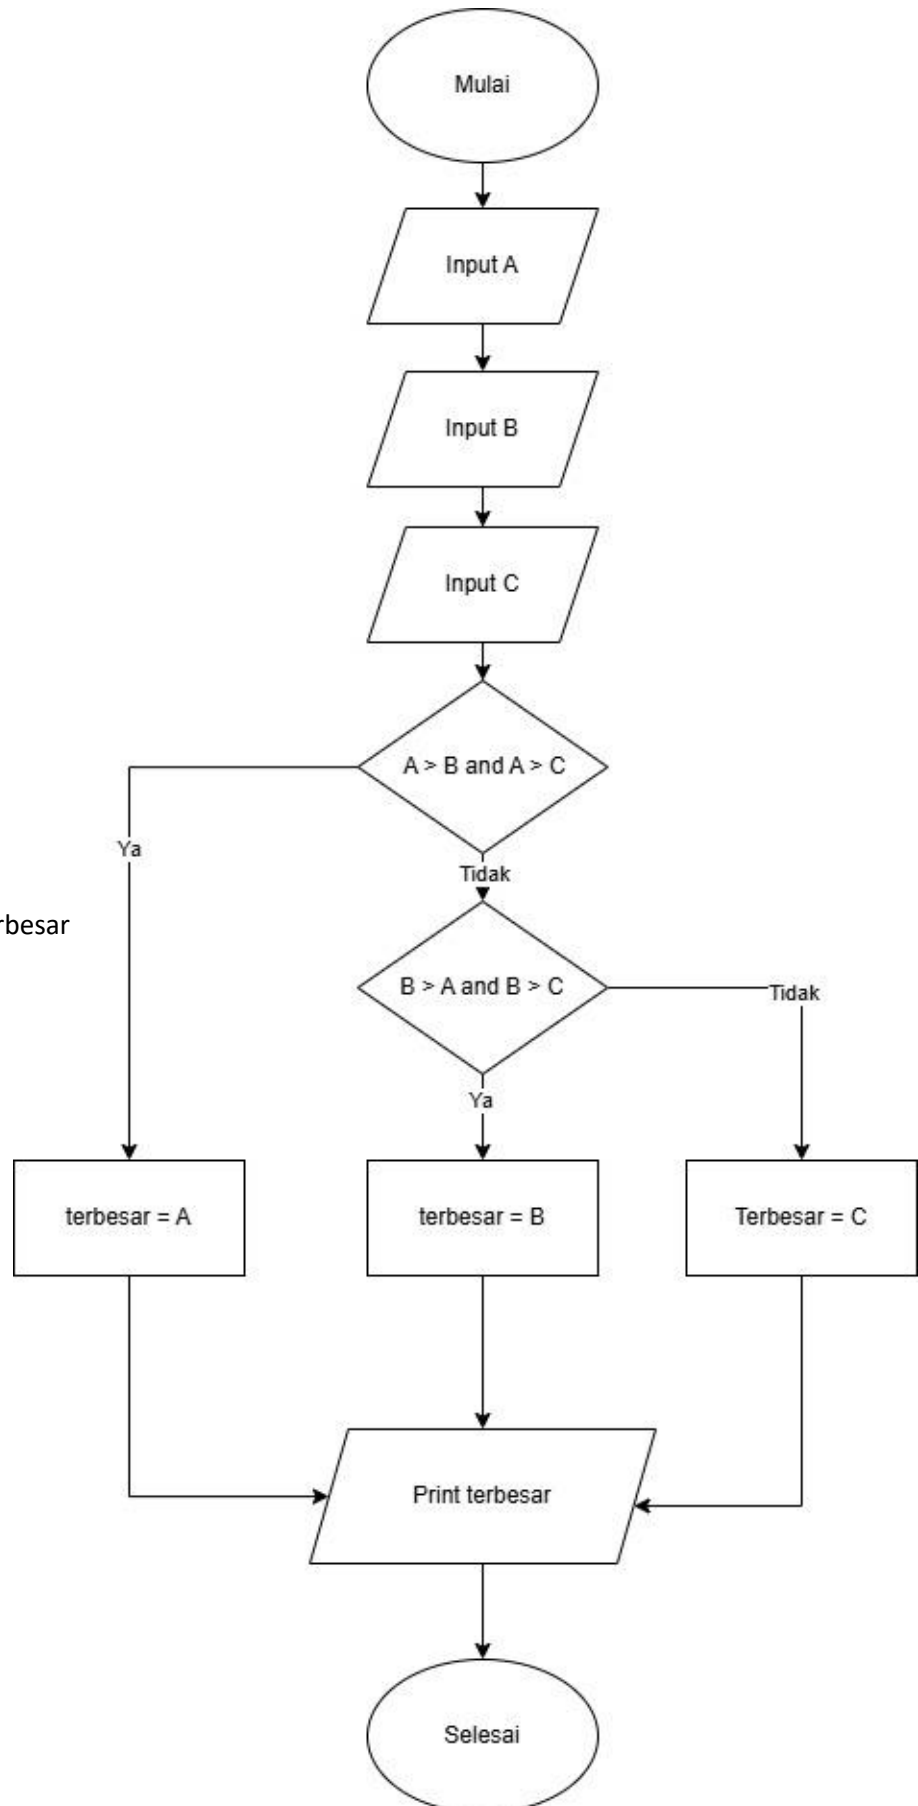 Mulai
Input A
Input B
Input C
A > B and A > C
Ya
Tidak
rbesar
B > A and B > C
Tidak
Ya
terbesar = A
terbesar = B
Terbesar = C
Print terbesar
Selesai